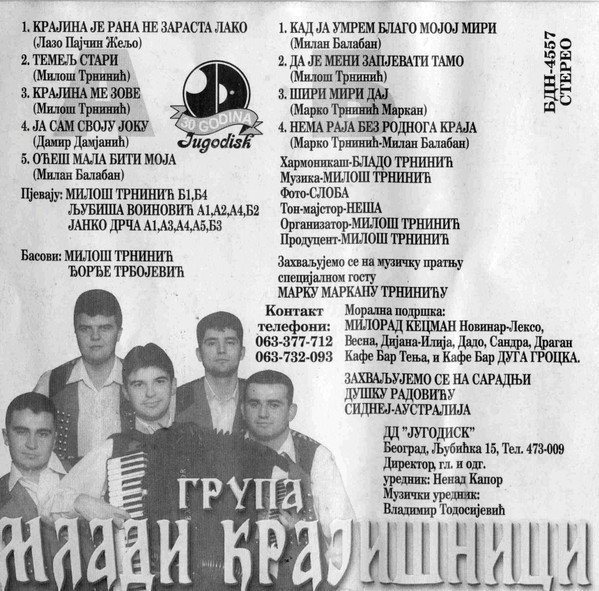 1. КРАЈИНА ЈЕ РАНА НЕ ЗАРАСТА ЛАКО
(Лазо Пајчин Жељо)
2. ТЕМЕЉ СТАРИ
(Милош Трнинић)
3. КРАЈИНА МЕ ЗОВЕ
(Милош Трнинић)
4. ЈА САМ СВОЈУ ЈОКУ
(Дамир Дамјанић)
5. ОЋЕШ МАЛА БИТИ МОЈА
(Милан Балабан)
Пјевају: МИЛОШ ТРНИНИЋ Б1,Б4
ЉУБИША ВОИНОВИЋ А1,А2,А4,Б2
ЈАНКО ДРЧА А1,А3,А4,А5,Б3
Басови: МИЛОШ ТРНИНИЋ
ЂОРЂЕ ТРБОЈЕВИЋ
30 GODINA
Jugodisk
1. КАД ЈА УМРЕМ БЛАГО МОЈОЈ МИРИ
(Милан Балабан)
2. ДА ЈЕ МЕНИ ЗАПЈЕВАТИ ТАМО
(Милош Трнинић)
3. ШИРИ МИРИ ДАЈ
(Марко Трнинић Маркан)
4. НЕМА РАЈА БЕЗ РОДНОГА КРАЈА
(Марко Трнинић-Милан Балабан)
Хармоникаш-ВЛАДО ТРНИНИЋ
Музика-МИЛОШ ТРНИНИЋ
Фото-СЛОБА
Тон-мајстор-НЕША
Организатор-МИЛОШ ТРНИНИЋ
Продуцент-МИЛОШ ТРНИНИЋ
Захваљујемо се на музичку пратњу
специјалном госту
МАРКУ МАРКАНУ ТРНИНИЋУ
БДН-4557
СТЕРЕО
Контакт
телефони:
063-377-712
063-732-093
Морална подршка:
МИЛОРАД КЕЦМАН Новинар-Лексо,
Весна, Дијана-Илија, Дадо, Сандра, Драган
Кафе Бар Тења, и Кафе Бар ДУГА ГРОЦКА.
ЗАХВАЉУЈЕМО СЕ НА САРАДЊИ
ДУШКУ РАДОВИЋУ
СИДНЕЈ-АУСТРАЛИЈА
ДД "ЈУГОДИСК"
Београд, Љубићка 15, Тел. 473-009
Директор, гл. и одг.
уредник: Ненад Капор
Музички уредник:
Владимир Тодосијевић
ГРУПА
МЛАДИ КРАЈИШНИЦИ